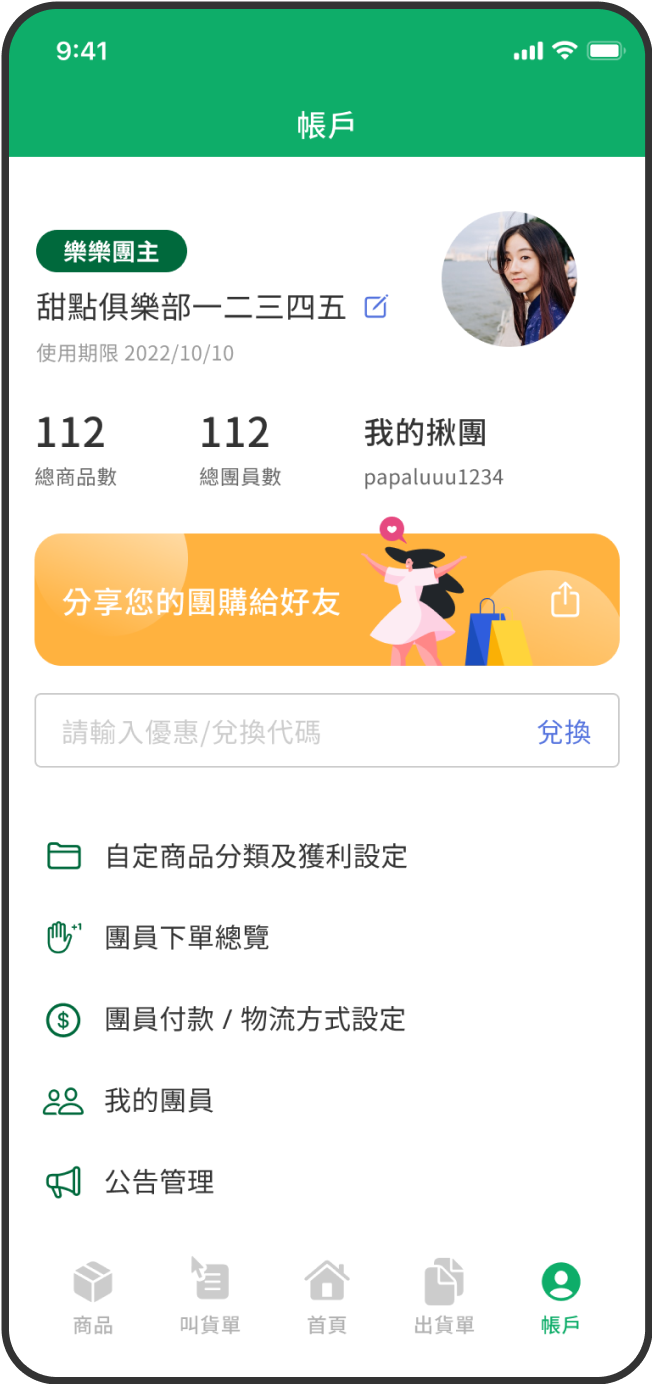 9:41
帳戶
樂樂團主
甜點俱樂部一二三四五
使用期限 2022/10/10
112
總商品數
112
總團員數
我的揪團
papaluuu1234
分享您的團購給好友
請輸入優惠/兌換代碼
兌換
自定商品分類及獲利設定
+1
團員下單總覽
$
團員付款 / 物流方式設定
我的團員
公告管理
商品
叫貨單
首頁
出貨單
帳戶